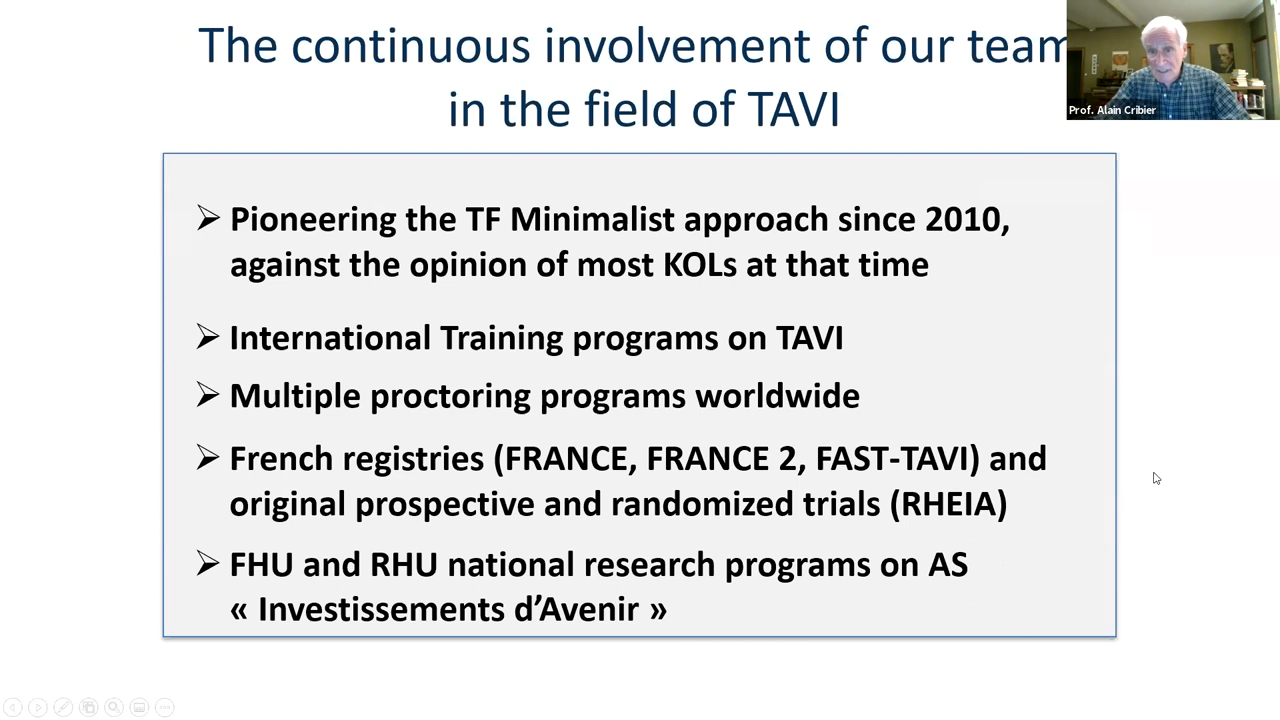 The continuous involvement of our team
in the field of TAVI
Prof. Alain Cribier
➢ Pioneering the TF Minimalist approach since 2010,
against the opinion of most KOLs at that time
➢ International Training programs on TAVI
➢ Multiple proctoring programs worldwide
➢ French registries (FRANCE, FRANCE 2, FAST-TAVI) and
original prospective and randomized trials (RHEIA)
➢ FHU and RHU national research programs on AS
« Investissements d’Avenir »